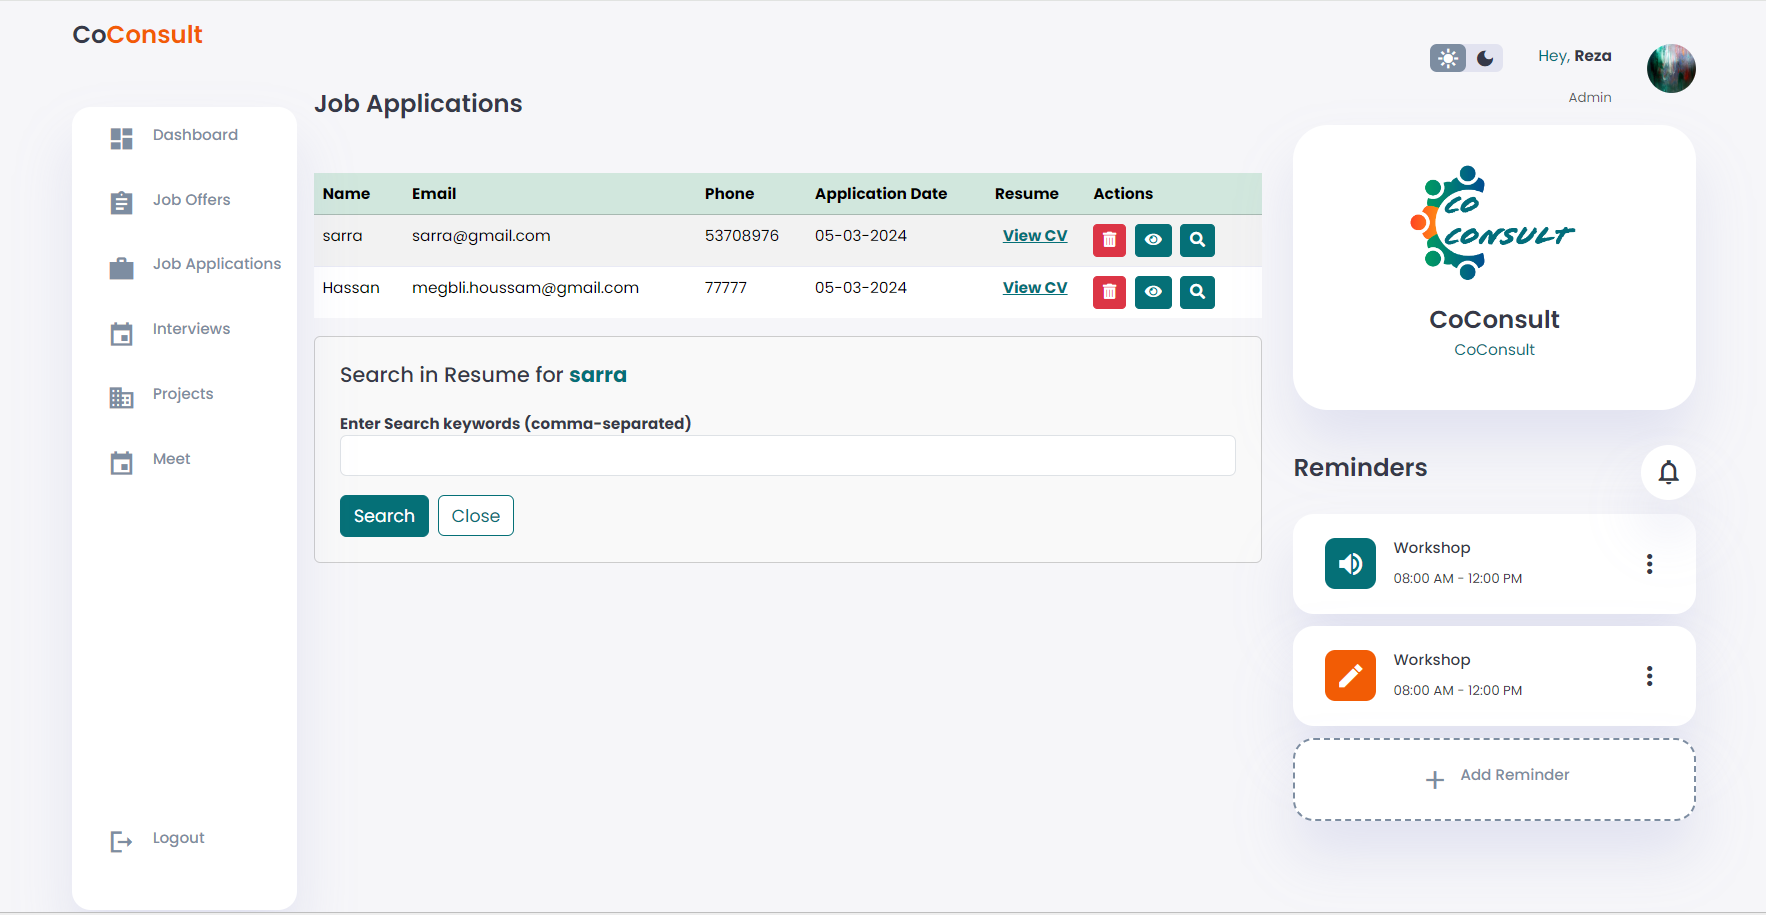 CoConsult
Hey, Reza
Admin
Dashboard
Job Offers
Job Applications
Interviews
Projects
Meet
Logout
Job Applications
Name Email Phone Application Date Resume Actions
sarra sarra@gmail.com 53708976 05-03-2024 View CV
Hassan megbli.houssam@gmail.com 77777 05-03-2024 View CV
Search in Resume for sarra
Enter Search keywords (comma-separated)
Search Close
CO
CONSULT
CoConsult
CoConsult
Reminders
Workshop
08:00 AM - 12:00 PM
Workshop
08:00 AM - 12:00 PM
Add Reminder